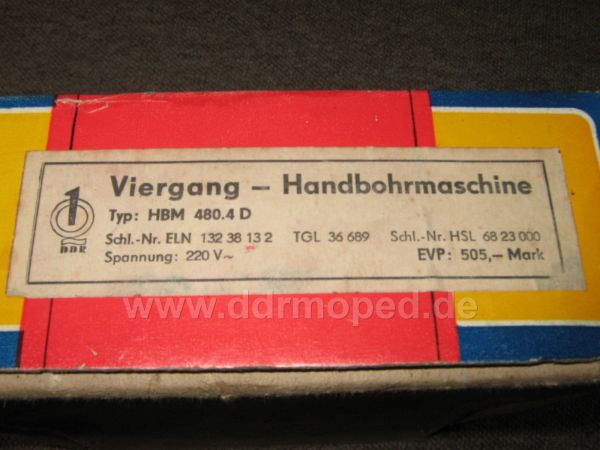 1
DDR
Viergang – Handbohrmaschine
Typ: HBM 480.4 D
Schl.-Nr. ELN 132 38 13 2 TGL 36 689 Schl.-Nr. HSL 68 23 000
Spannung: 220 V~ EVP: 505,– Mark
www.ddrmoped.de